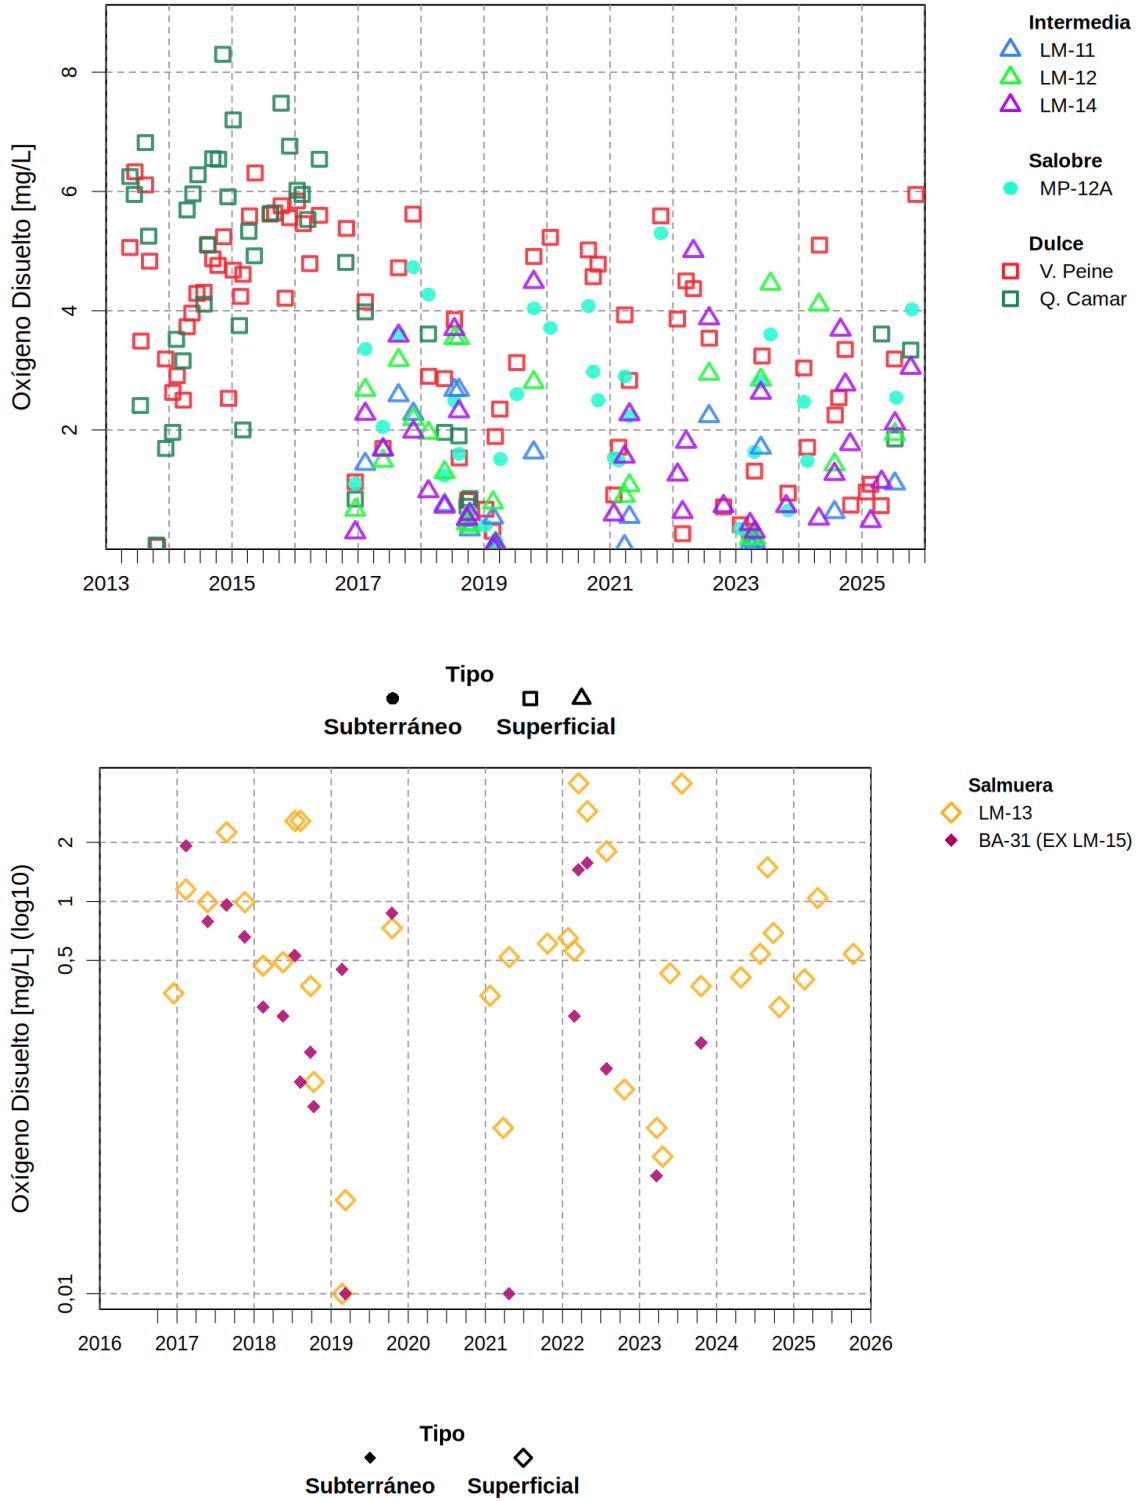 Oxígeno Disuelto [mg/L]
8
6
4
2
2013 2015 2017 2019 2021 2023 2025
Intermedia
LM-11
LM-12
LM-14
Salobre
MP-12A
Dulce
V. Peine
Q. Camar
Tipo
Subterráneo Superficial
Oxígeno Disuelto [mg/L] (log10)
2
1
0.5
0,01
2016 2017 2018 2019 2020 2021 2022 2023 2024 2025 2026
Salmuera
LM-13
BA-31 (EX LM-15)
Tipo
Subterráneo Superficial